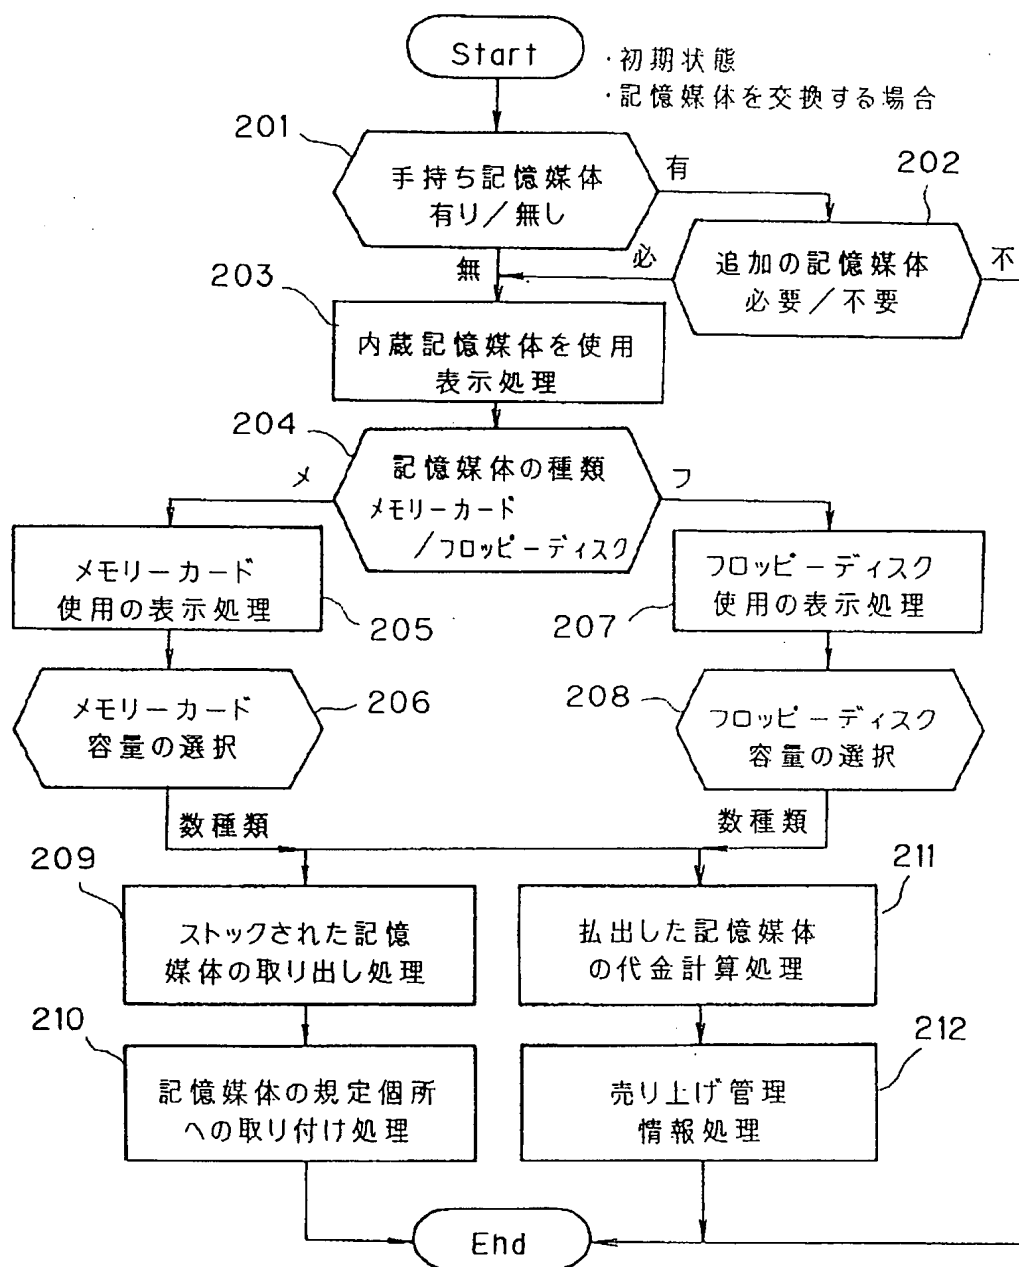 Start
・初期状態
・記憶媒体を交換する場合
201
手持ち記憶媒体
有り／無し
有
202
追加の記憶媒体
必要／不要
必
不
無
203
内蔵記憶媒体を使用
表示処理
204
記憶媒体の種類
メモリーカード
／フロッピーディスク
メ
フ
メモリーカード
使用の表示処理
205
フロッピーディスク
使用の表示処理
207
メモリーカード
容量の選択
206
フロッピーディスク
容量の選択
208
数種類
数種類
209
ストックされた記憶
媒体の取り出し処理
211
払出した記憶媒体
の代金計算処理
210
記憶媒体の規定個所
への取り付け処理
212
売り上げ管理
情報処理
End